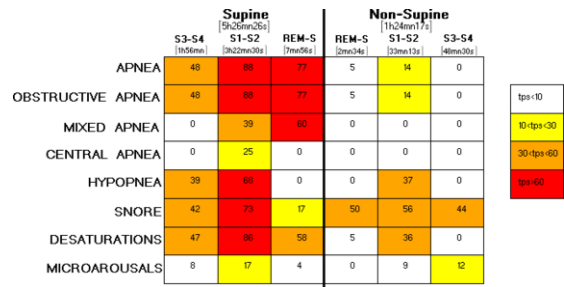 Supine Non-Supine
[5h26mn26s] [1h24mn17s]
S3-S4 S1-S2 REM-S REM-S S1-S2 S3-S4
[1h56mn] [3h22mn30s] [7mn56s] [2mn34s] [33mn13s] [48mn30s]
APNEA 48 88 77 5 14 0
OBSTRUCTIVE APNEA 48 88 77 5 14 0
tps<10
MIXED APNEA 0 39 60 0 0 0
10<tps<30
CENTRAL APNEA 0 25 0 0 0 0
30<tps<60
HYPOPNEA 39 68 0 0 37 0
tps>60
SNORE 42 73 17 50 56 44
DESATURATIONS 47 86 58 5 36 0
MICROAROUSALS 8 17 4 0 9 12